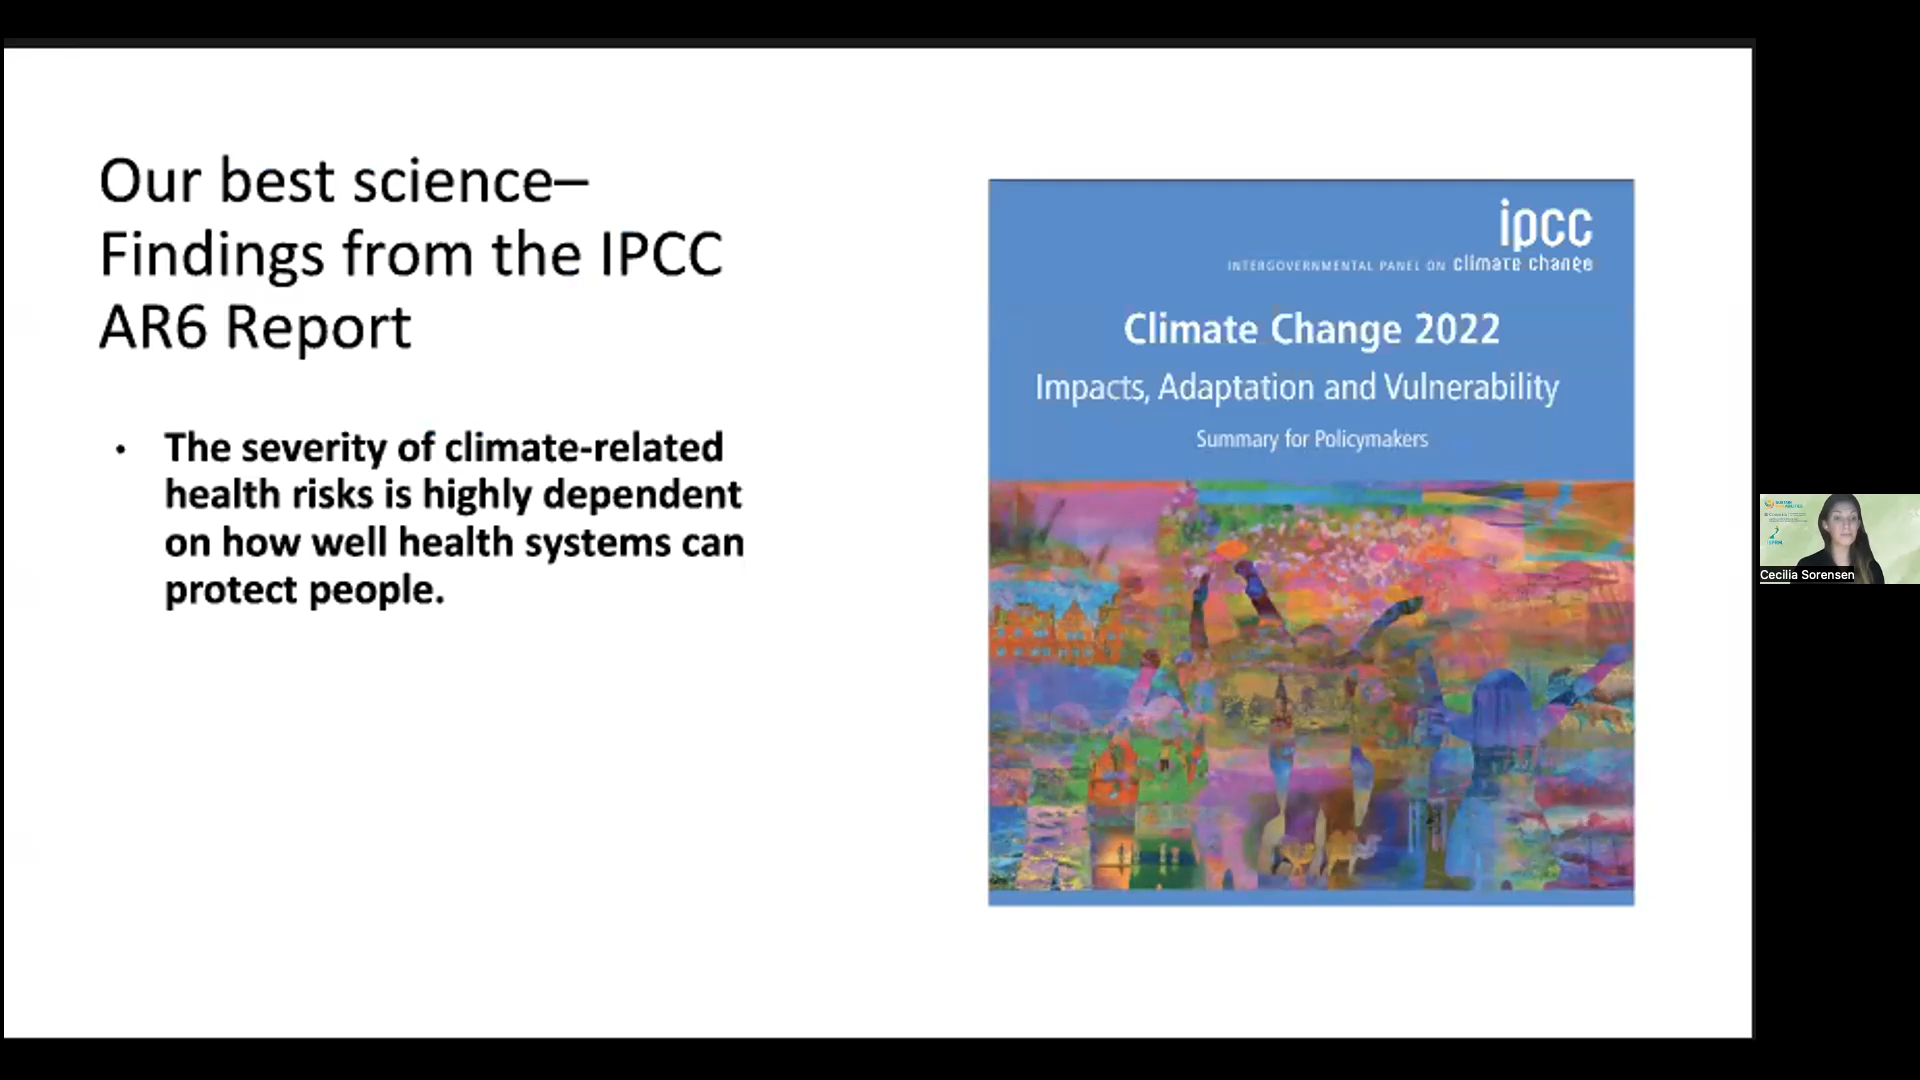 Our best science–
Findings from the IPCC
AR6 Report
• The severity of climate-related
health risks is highly dependent
on how well health systems can
protect people.
ipcc
INTERGOVERNMENTAL PANEL ON climate change
Climate Change 2022
Impacts, Adaptation and Vulnerability
Summary for Policymakers
Cecilia Sorensen